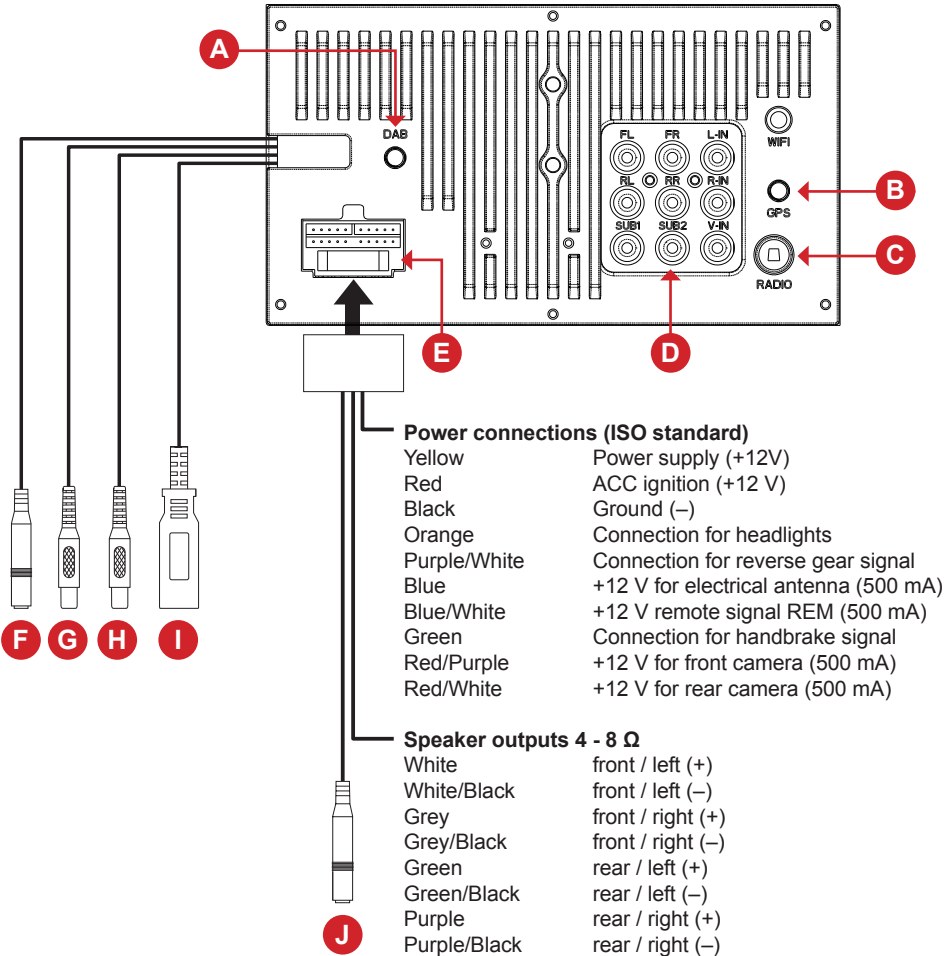 A
DAB
FL FR L-IN
WIFI
RL RR R-IN
B
GPS
SUB1 SUB2 V-IN
C
RADIO
E
D
Power connections (ISO standard)
Yellow Power supply (+12V)
Red ACC ignition (+12 V)
Black Ground (–)
Orange Connection for headlights
Purple/White Connection for reverse gear signal
Blue +12 V for electrical antenna (500 mA)
Blue/White +12 V remote signal REM (500 mA)
Green Connection for handbrake signal
Red/Purple +12 V for front camera (500 mA)
Red/White +12 V for rear camera (500 mA)
F G H I
Speaker outputs 4 - 8 Ω
White front / left (+)
White/Black front / left (–)
Grey front / right (+)
Grey/Black front / right (–)
Green rear / left (+)
Green/Black rear / left (–)
Purple rear / right (+)
Purple/Black rear / right (–)
J